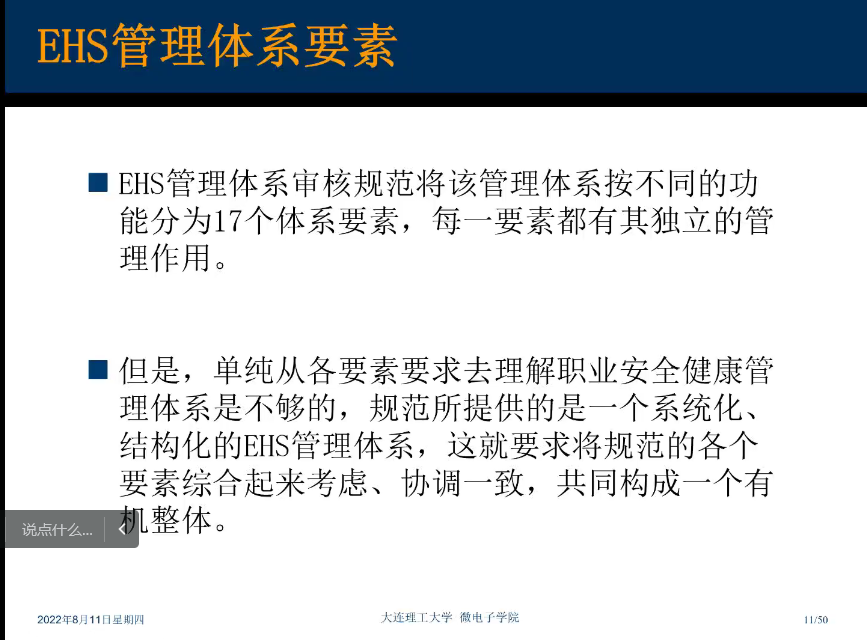 EHS管理体系要素
EHS管理体系审核规范将该管理体系按不同的功
能分为17个体系要素，每一要素都有其独立的管
理作用。
但是，单纯从各要素要求去理解职业安全健康管
理体系是不够的，规范所提供的是一个系统化、
结构化的EHS管理体系，这就要求将规范的各个
要素综合起来考虑、协调一致，共同构成一个有
机整体。
说点什么...
2022年8月11日星期四
大连理工大学 微电子学院
11/50